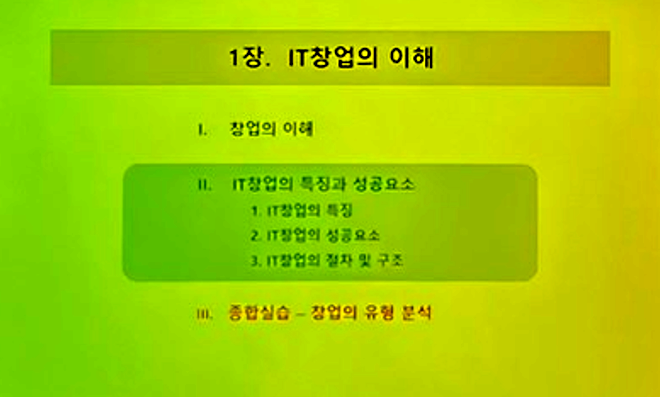 1장. IT창업의 이해
I. 창업의 이해
II. IT창업의 특징과 성공요소
1. IT창업의 특징
2. IT창업의 성공요소
3. IT창업의 절차 및 구조
III. 종합실습 – 창업의 유형 분석